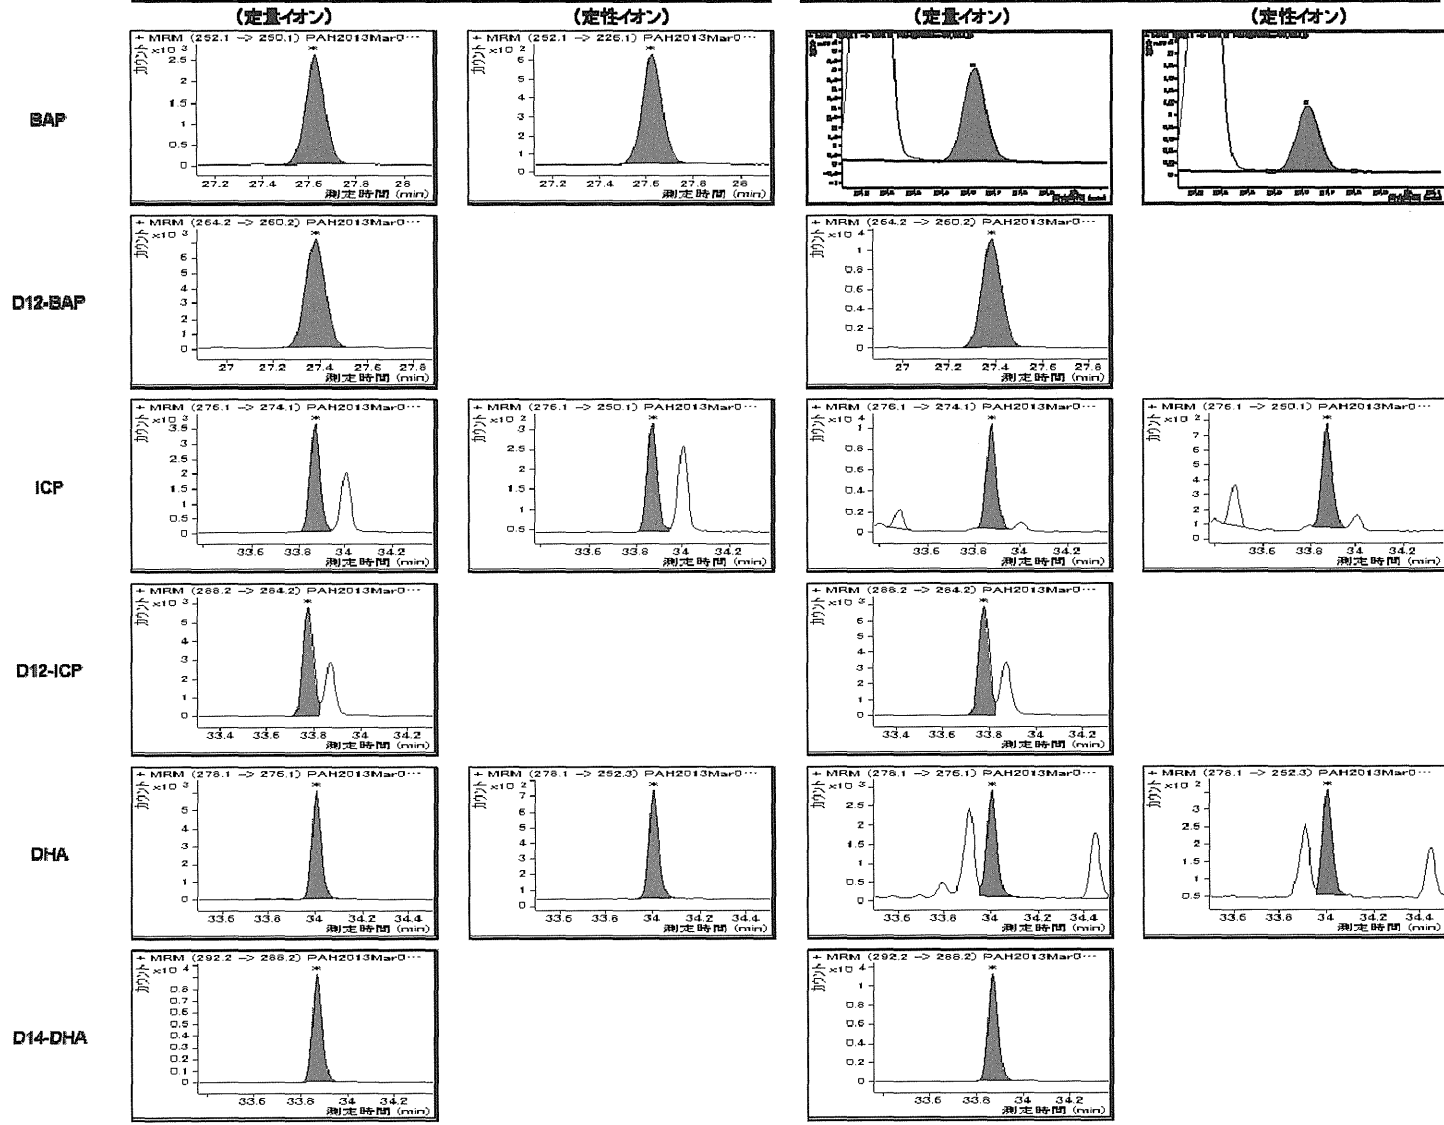 (定量イオン) (定性イオン) (定量イオン) (定性イオン)
BAP
+ MRM (252.1 -> 250.1) PAH2013Mar0…
カウント ×10 3
2.5
1.5
0.5
0
27.2 27.4 27.6 27.8 28
測定時間 (min)
+ MRM (252.1 -> 226.1) PAH2013Mar0…
カウント ×10 2
6
5
4
2
1
0
27.2 27.4 27.6 27.8 28
測定時間 (min)
D12-BAP
+ MRM (264.2 -> 260.2) PAH2013Mar0…
カウント ×10 3
6
5
4
3
2
1
0
27 27.2 27.4 27.6 27.8
測定時間 (min)
+ MRM (264.2 -> 260.2) PAH2013Mar0…
カウント ×10 4
1
0.8
0.6
0.4
0.2
0
27 27.2 27.4 27.6 27.8
測定時間 (min)
ICP
+ MRM (276.1 -> 274.1) PAH2013Mar0…
カウント ×10 3
3.5
2.5
2
1.5
1
0.5
33.6 33.8 34 34.2
測定時間 (min)
+ MRM (276.1 -> 250.1) PAH2013Mar0…
カウント ×10 2
3
2.5
2
1.5
1
0.5
33.6 33.8 34 34.2
測定時間 (min)
+ MRM (276.1 -> 274.1) PAH2013Mar0…
カウント ×10 4
1
0.8
0.6
0.4
0.2
0
33.6 33.8 34 34.2
測定時間 (min)
+ MRM (276.1 -> 250.1) PAH2013Mar0…
カウント ×10 2
7
6
4
3
2
1
0
33.6 33.8 34 34.2
測定時間 (min)
D12-ICP
+ MRM (288.2 -> 284.2) PAH2013Mar0…
カウント ×10 3
5
4
3
2
1
0
33.4 33.6 33.8 34 34.2
測定時間 (min)
+ MRM (288.2 -> 284.2) PAH2013Mar0…
カウント ×10 3
6
5
4
3
2
1
0
33.4 33.6 33.8 34 34.2
測定時間 (min)
DHA
+ MRM (278.1 -> 276.1) PAH2013Mar0…
カウント ×10 3
5
4
3
2
1
0
33.6 33.8 34 34.2 34.4
測定時間 (min)
+ MRM (278.1 -> 252.3) PAH2013Mar0…
カウント ×10 2
7
6
5
4
3
2
1
0
33.6 33.8 34 34.2 34.4
測定時間 (min)
+ MRM (278.1 -> 276.1) PAH2013Mar0…
カウント ×10 3
2.5
2
1.5
1
0.5
0
33.6 33.8 34 34.2 34.4
測定時間 (min)
+ MRM (278.1 -> 252.3) PAH2013Mar0…
カウント ×10 2
3
2.5
1.5
1
0.5
33.6 33.8 34 34.2 34.4
測定時間 (min)
D14-DHA
+ MRM (292.2 -> 288.2) PAH2013Mar0…
カウント ×10 4
0.8
0.7
0.6
0.5
0.4
0.3
0.2
0.1
0
33.6 33.8 34 34.2
測定時間 (min)
+ MRM (292.2 -> 288.2) PAH2013Mar0…
カウント ×10 4
1
0.8
0.6
0.4
0.2
0
33.6 33.8 34 34.2
測定時間 (min)